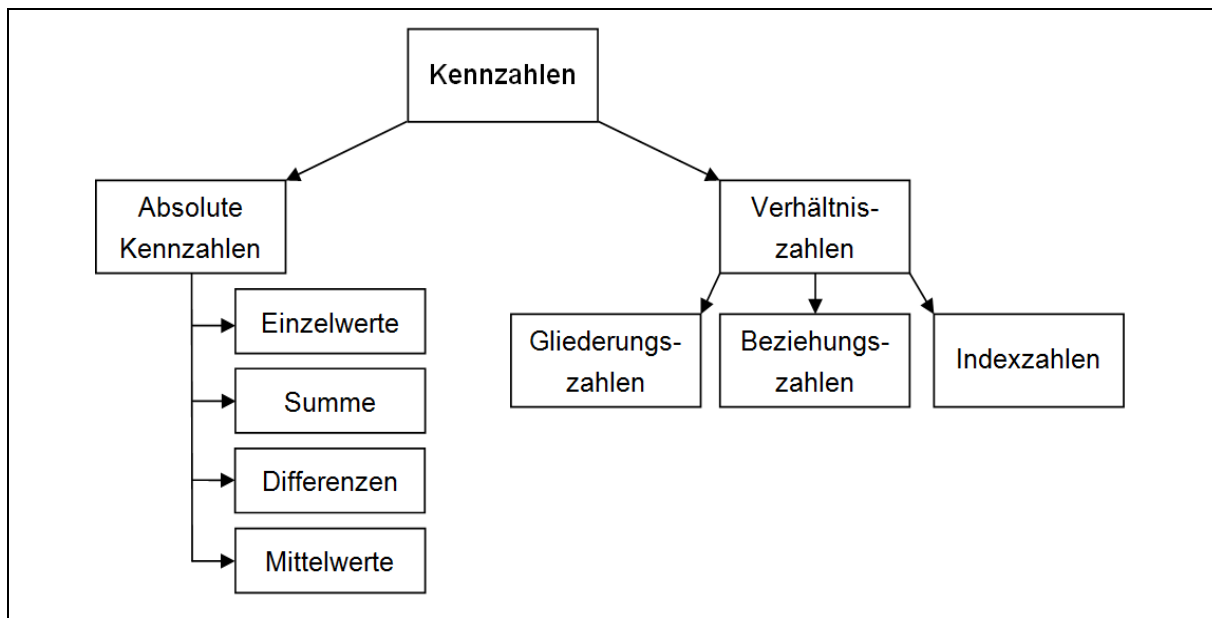 Kennzahlen
Absolute
Kennzahlen
Verhältnis-
zahlen
Einzelwerte
Summe
Differenzen
Mittelwerte
Gliederungs-
zahlen
Beziehungs-
zahlen
Indexzahlen